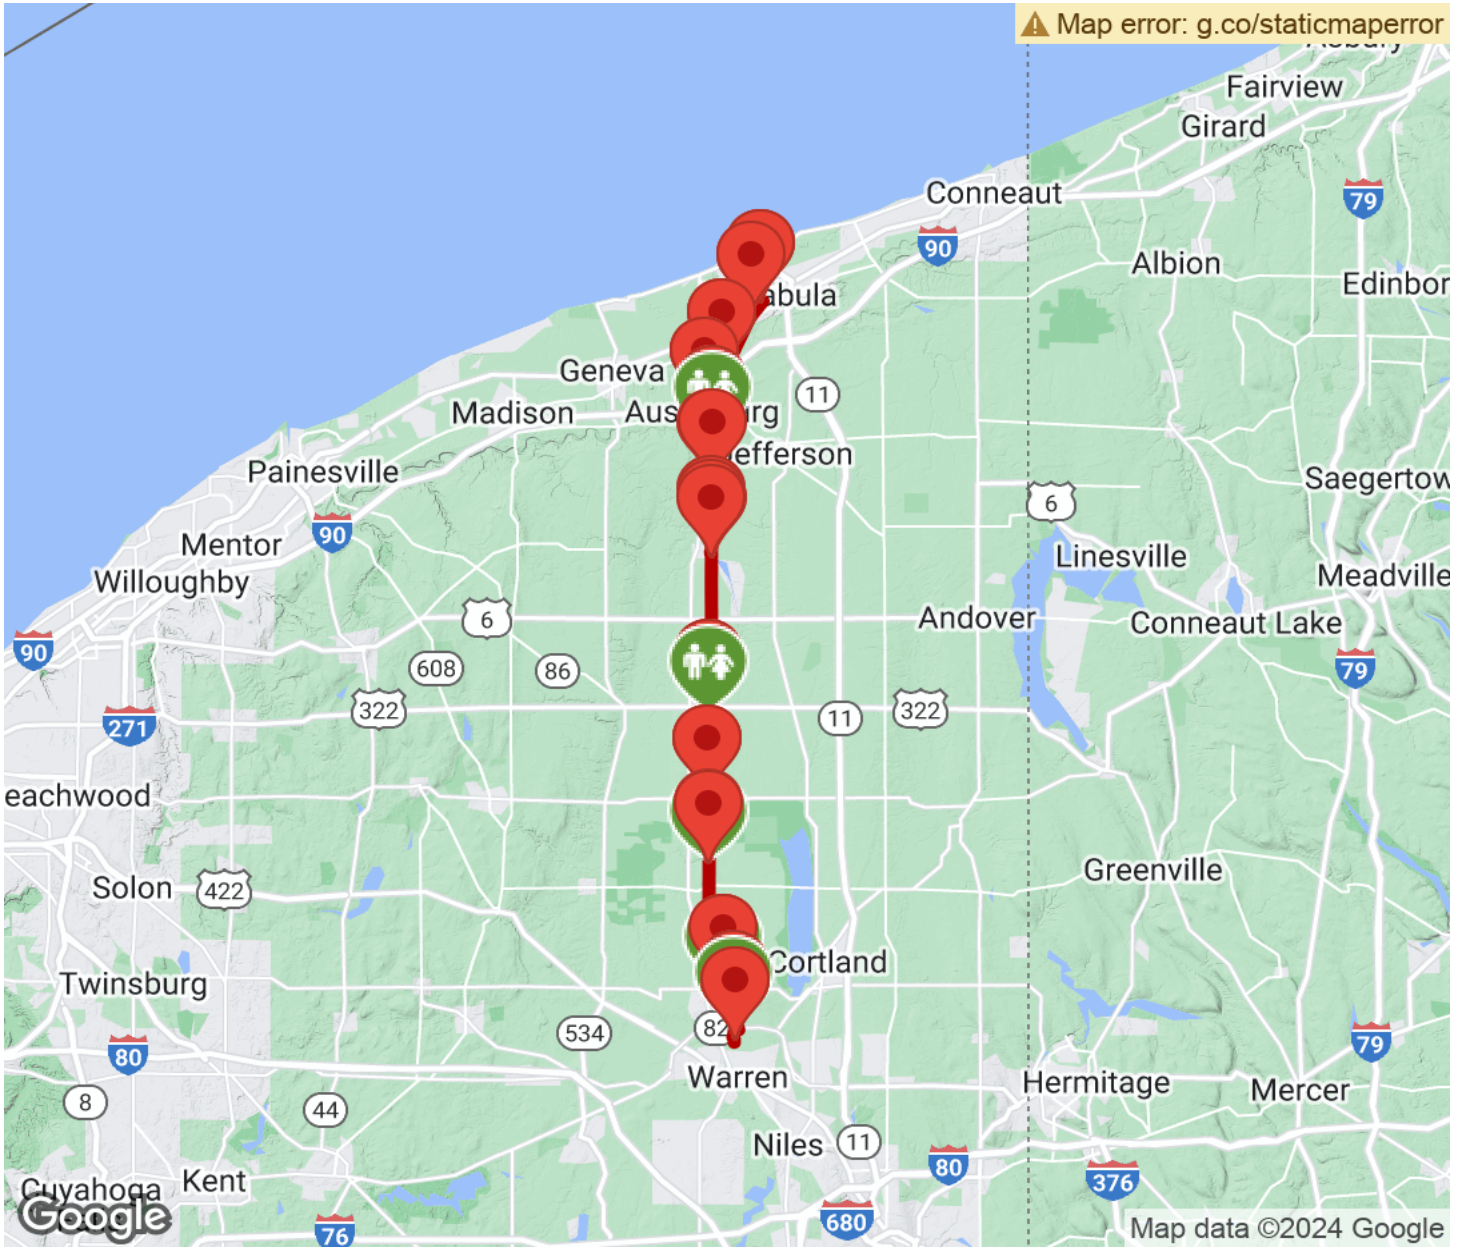 Map error: g.co/staticmaperror
Fairview
Girard
79
Conneaut
90
Albion
Edinbor
abula
Geneva
11
Madison
Aus
rg
Jefferson
Painesville
Saegertow
6
90
Mentor
Linesville
Willoughby
Meadville
6
Andover
Conneaut Lake
90
608
86
79
322
11
322
271
eachwood
Greenville
Solon
422
Cortland
Twinsburg
534
82
80
79
Warren
Hermitage
Mercer
8
44
Niles
11
80
Kent
376
Cuyahoga
Google
76
680
Map data ©2024 Google